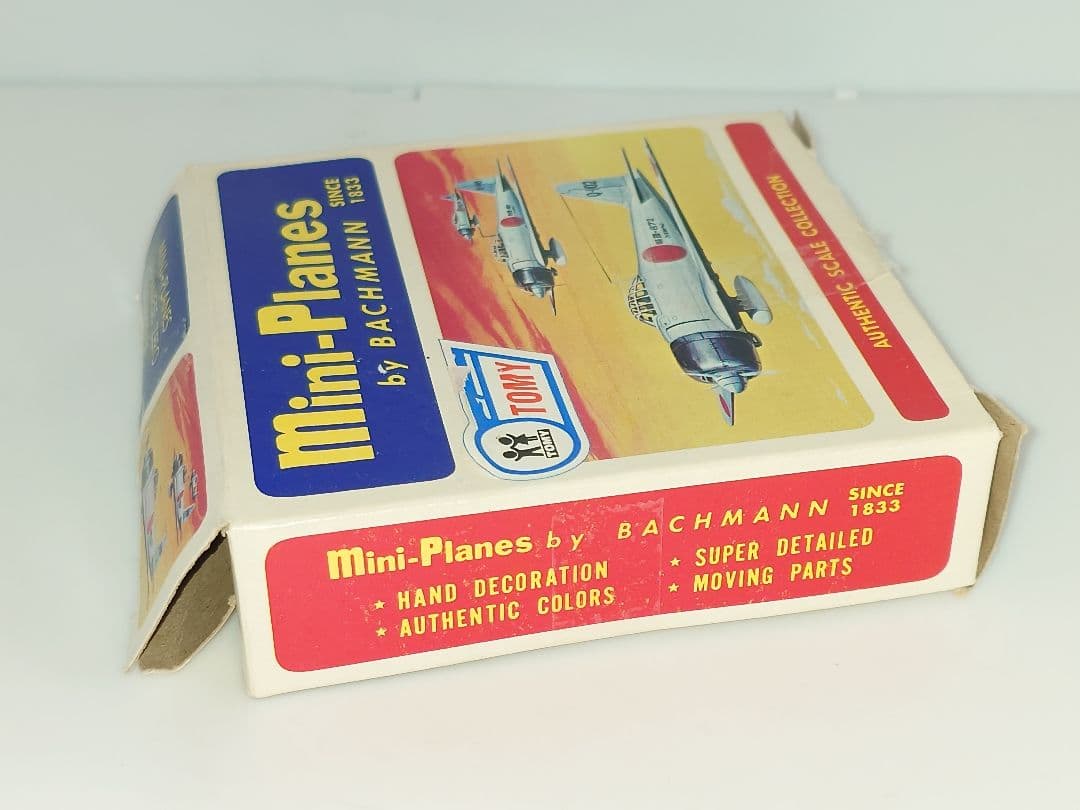 Mini-Planes
by BACHMANN SINCE
1833
TOMY
TOMY
AUTHENTIC SCALE COLLECTION
Mini-Planes by BACHMANN SINCE
1833
★ HAND DECORATION
★ AUTHENTIC COLORS
★ SUPER DETAILED
★ MOVING PARTS